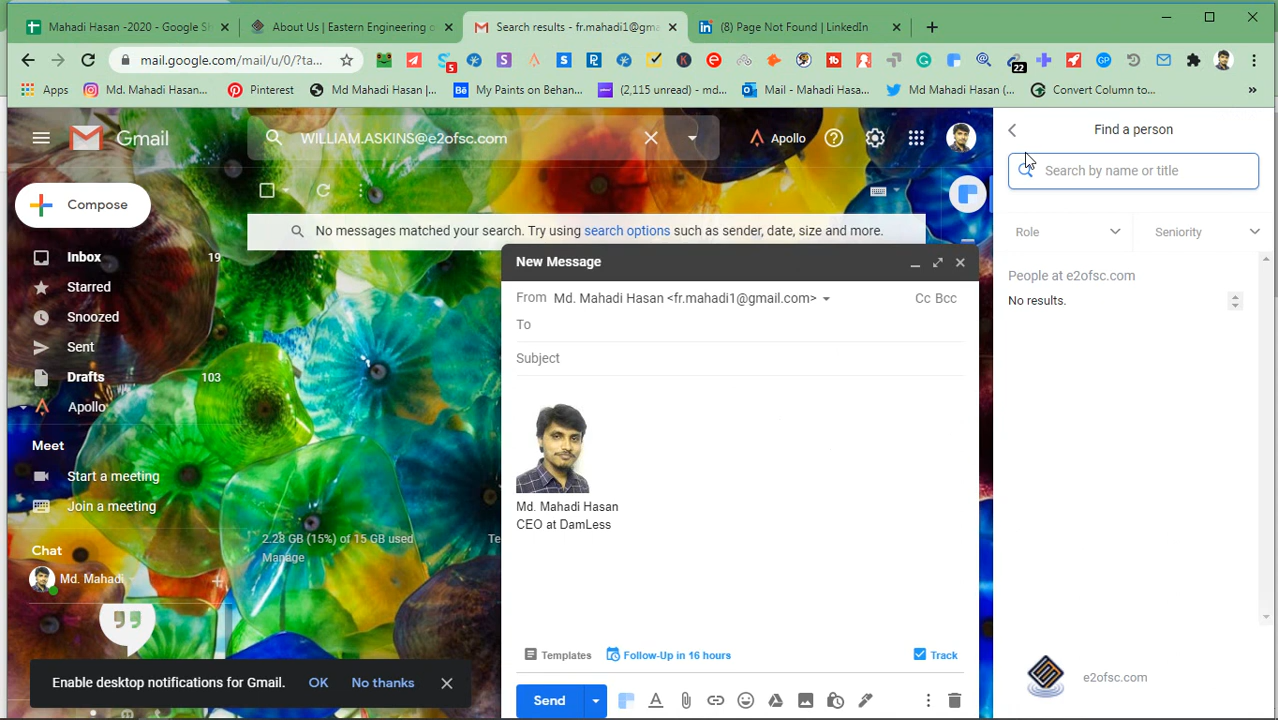 Mahadi Hasan -2020 - Google Sh
About Us | Eastern Engineering o
Search results - fr.mahadi1@gma
(8) Page Not Found | LinkedIn
mail.google.com/mail/u/0/?ta...
5
22
Apps
Md. Mahadi Hasan...
Pinterest
Md Mahadi Hasan |...
My Paints on Behan...
(2,115 unread) - md...
Mail - Mahadi Hasa...
Md Mahadi Hasan (...
Convert Column to...
Gmail
WILLIAM.ASKINS@e2ofsc.com
Apollo
Find a person
Search by name or title
Compose
No messages matched your search. Try using search options such as sender, date, size and more.
Role
Seniority
Inbox 19
Starred
Snoozed
Sent
Drafts 103
Apollo
New Message
From Md. Mahadi Hasan <fr.mahadi1@gmail.com>
Cc Bcc
To
Subject
People at e2ofsc.com
No results.
Meet
Start a meeting
Join a meeting
Md. Mahadi Hasan
CEO at DamLess
2.28 GB (15%) of 15 GB used
Manage
Te
Chat
Md. Mahadi
Templates
Follow-Up in 16 hours
Track
Enable desktop notifications for Gmail. OK No thanks
Send
e2ofsc.com